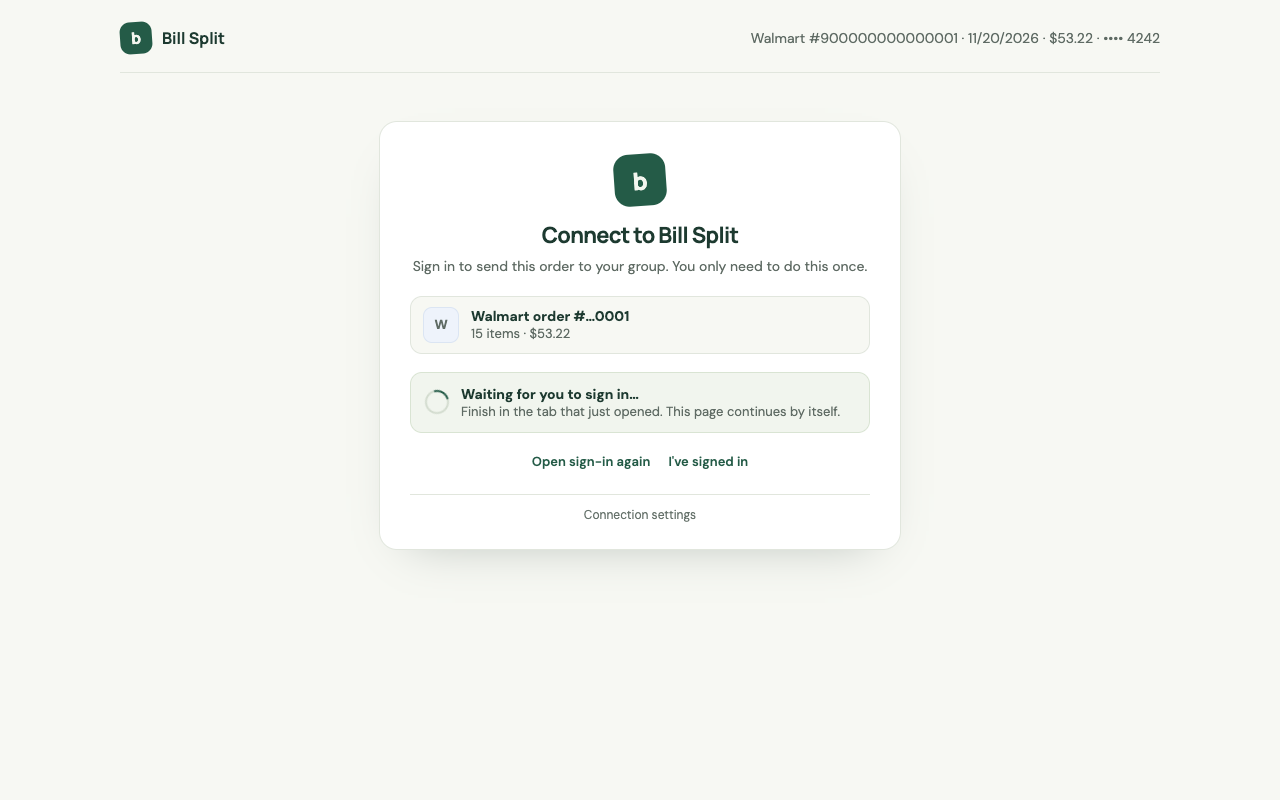 b Bill Split
Walmart #900000000000001 · 11/20/2026 · $53.22 · •••• 4242
b
Connect to Bill Split
Sign in to send this order to your group. You only need to do this once.
W
Walmart order #…0001
15 items · $53.22
Waiting for you to sign in…
Finish in the tab that just opened. This page continues by itself.
Open sign-in again I've signed in
Connection settings